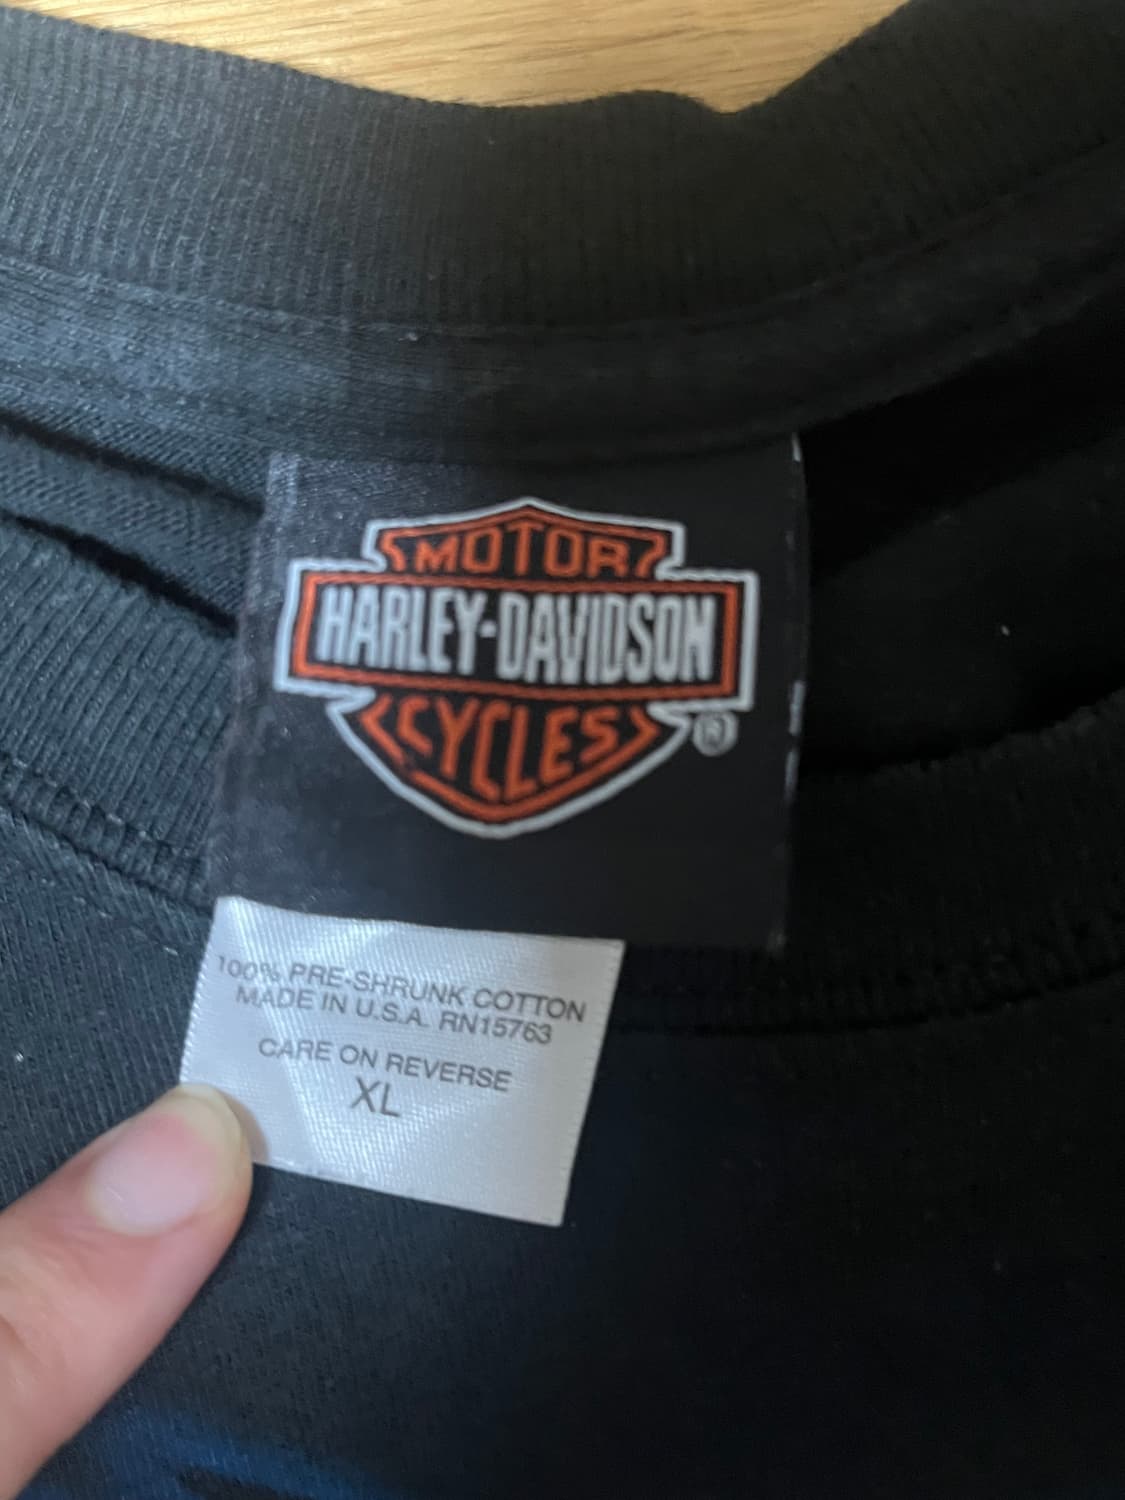 MOTOR
HARLEY-DAVIDSON
CYCLES
®
100% PRE-SHRUNK COTTON
MADE IN U.S.A. RN15763
CARE ON REVERSE
XL